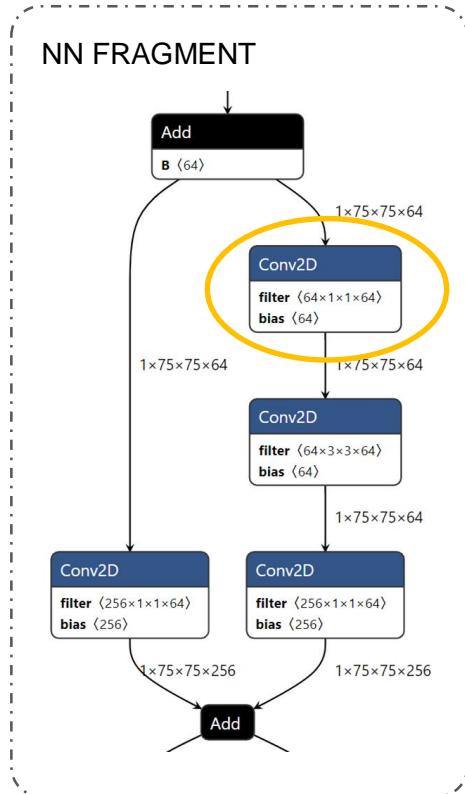 NN FRAGMENT
Add
B ⟨64⟩
1×75×75×64
Conv2D
filter ⟨64×1×1×64⟩
bias ⟨64⟩
1×75×75×64
1×75×75×64
Conv2D
filter ⟨64×3×3×64⟩
bias ⟨64⟩
1×75×75×64
Conv2D
filter ⟨256×1×1×64⟩
bias ⟨256⟩
Conv2D
filter ⟨256×1×1×64⟩
bias ⟨256⟩
1×75×75×256
1×75×75×256
Add